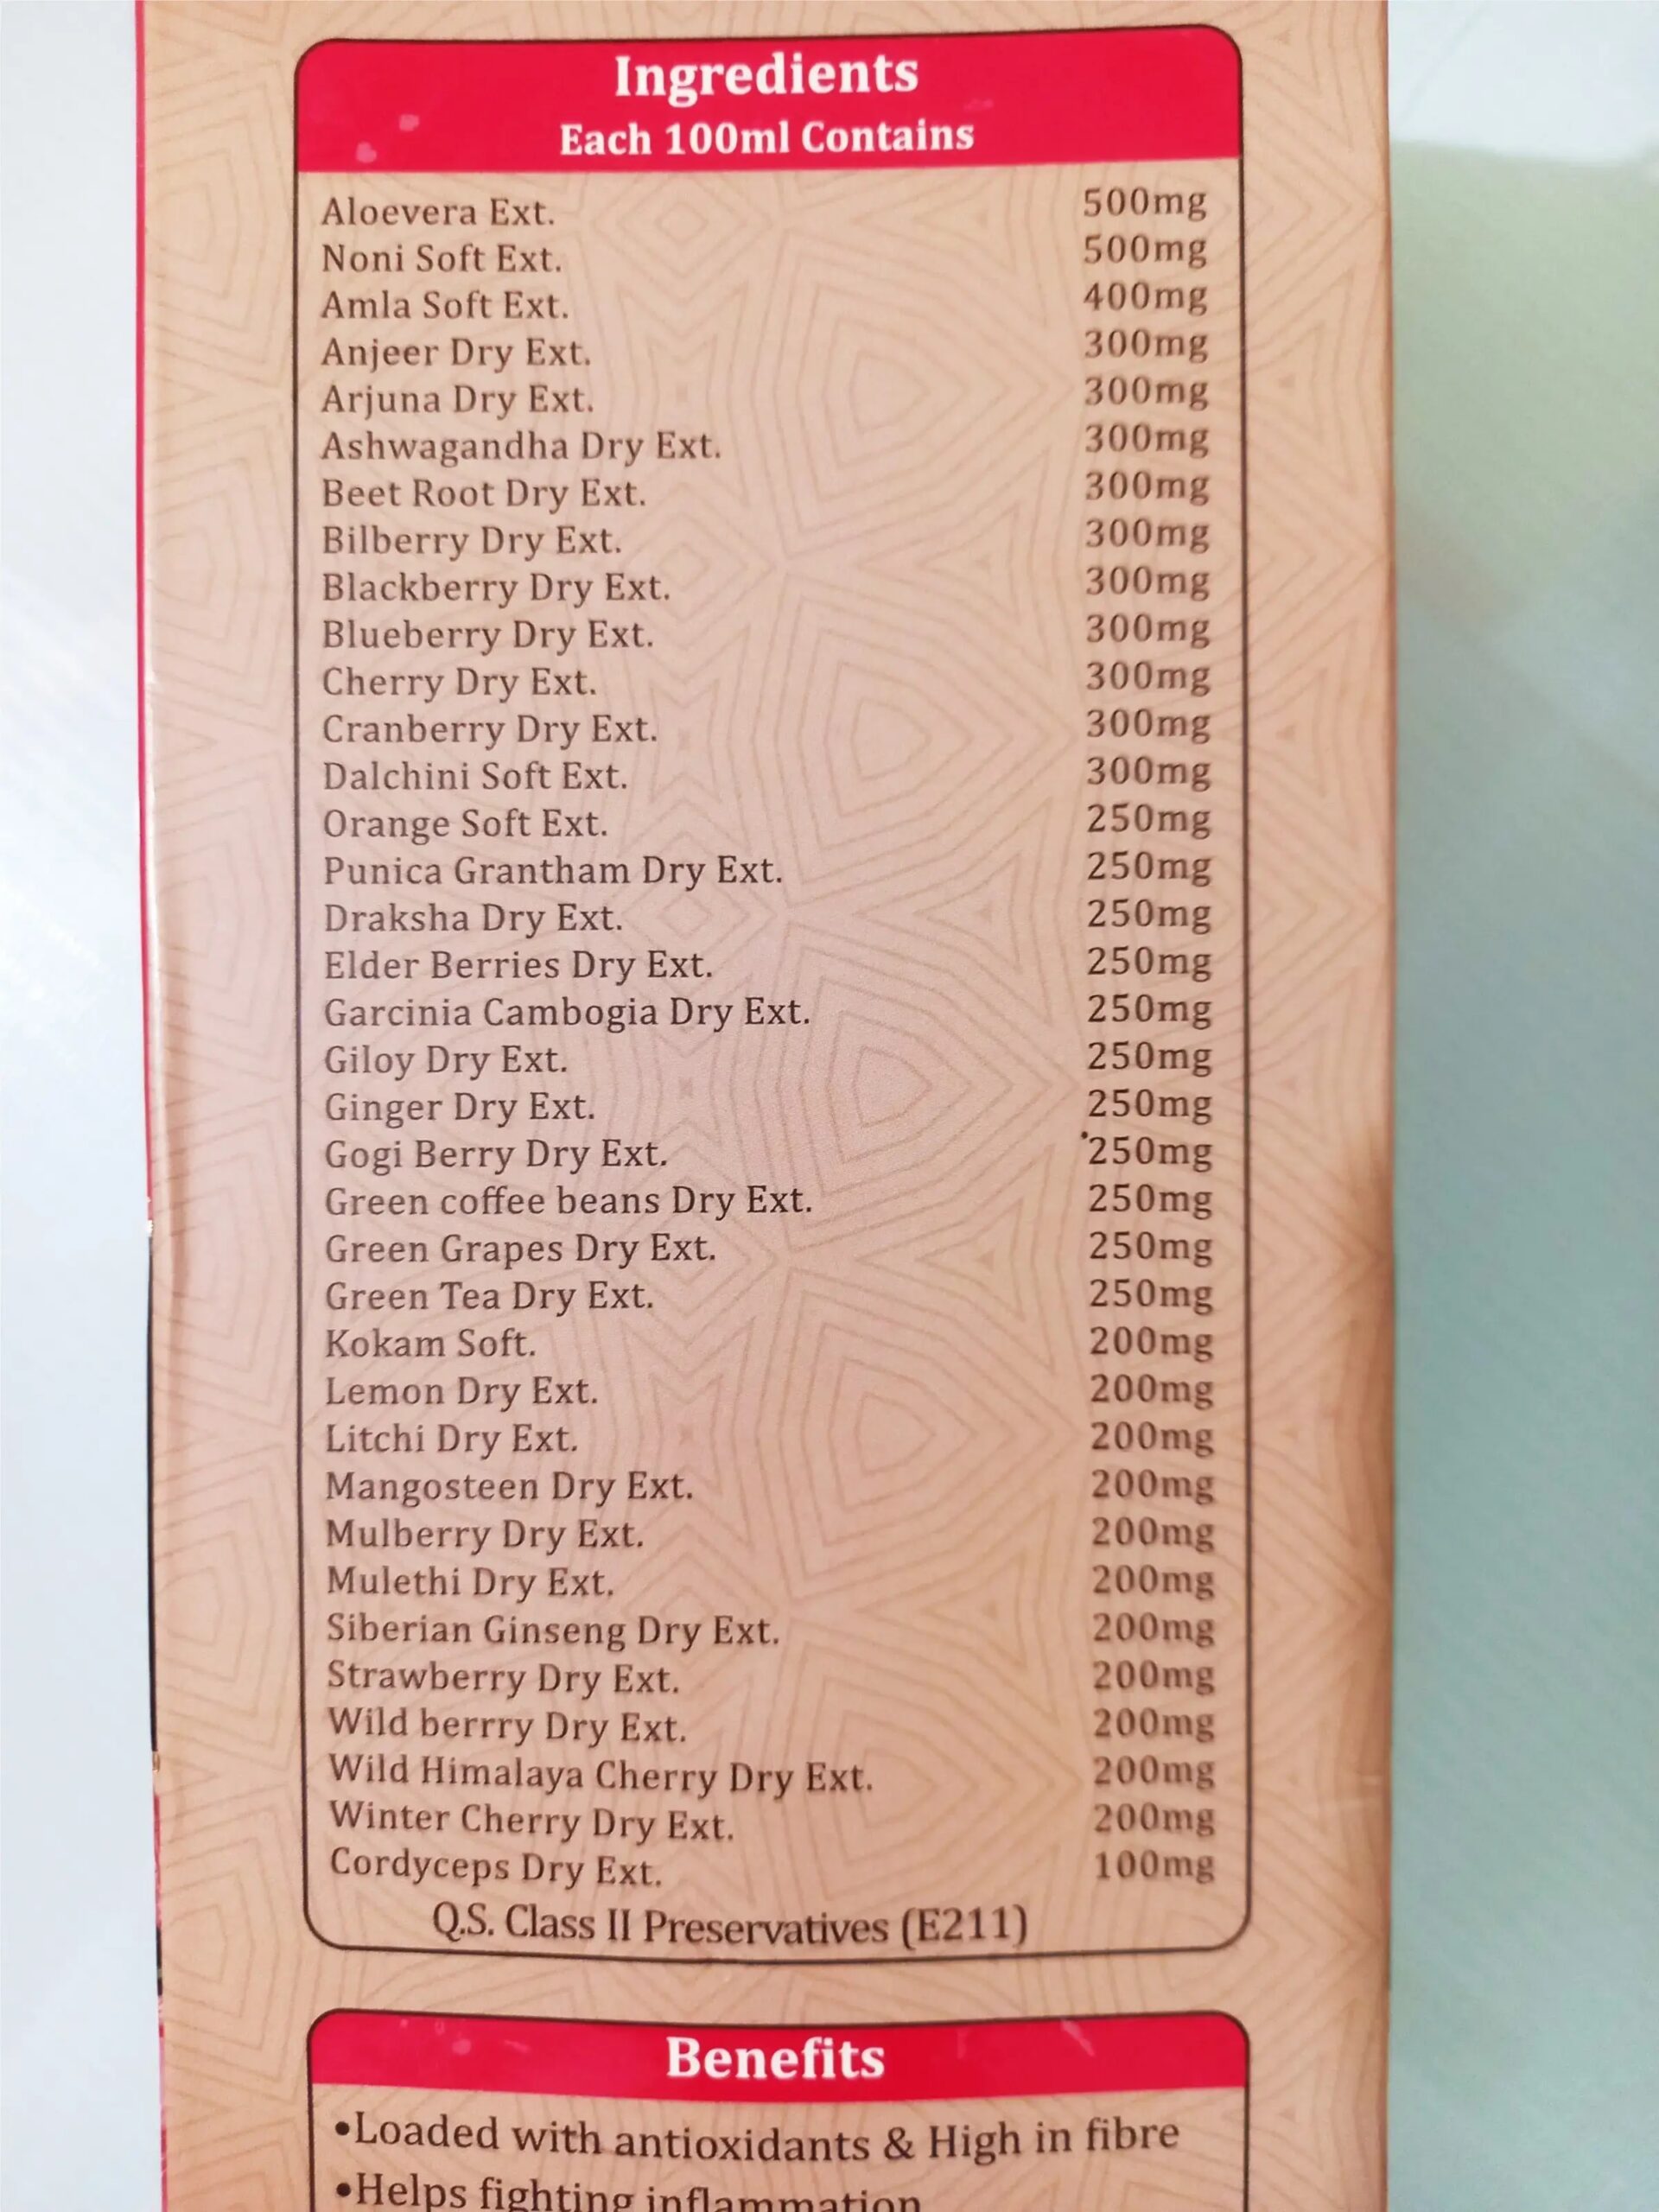 Ingredients
Each 100ml Contains
Aloevera Ext. 500mg
Noni Soft Ext. 500mg
Amla Soft Ext. 400mg
Anjeer Dry Ext. 300mg
Arjuna Dry Ext. 300mg
Ashwagandha Dry Ext. 300mg
Beet Root Dry Ext. 300mg
Bilberry Dry Ext. 300mg
Blackberry Dry Ext. 300mg
Blueberry Dry Ext. 300mg
Cherry Dry Ext. 300mg
Cranberry Dry Ext. 300mg
Dalchini Soft Ext. 300mg
Orange Soft Ext. 250mg
Punica Grantham Dry Ext. 250mg
Draksha Dry Ext. 250mg
Elder Berries Dry Ext. 250mg
Garcinia Cambogia Dry Ext. 250mg
Giloy Dry Ext. 250mg
Ginger Dry Ext. 250mg
Gogi Berry Dry Ext. 250mg
Green coffee beans Dry Ext. 250mg
Green Grapes Dry Ext. 250mg
Green Tea Dry Ext. 250mg
Kokam Soft. 200mg
Lemon Dry Ext. 200mg
Litchi Dry Ext. 200mg
Mangosteen Dry Ext. 200mg
Mulberry Dry Ext. 200mg
Mulethi Dry Ext. 200mg
Siberian Ginseng Dry Ext. 200mg
Strawberry Dry Ext. 200mg
Wild berrry Dry Ext. 200mg
Wild Himalaya Cherry Dry Ext. 200mg
Winter Cherry Dry Ext. 200mg
Cordyceps Dry Ext. 100mg
Q.S. Class II Preservatives (E211)
Benefits
•Loaded with antioxidants & High in fibre
•Helps fighting inflammation